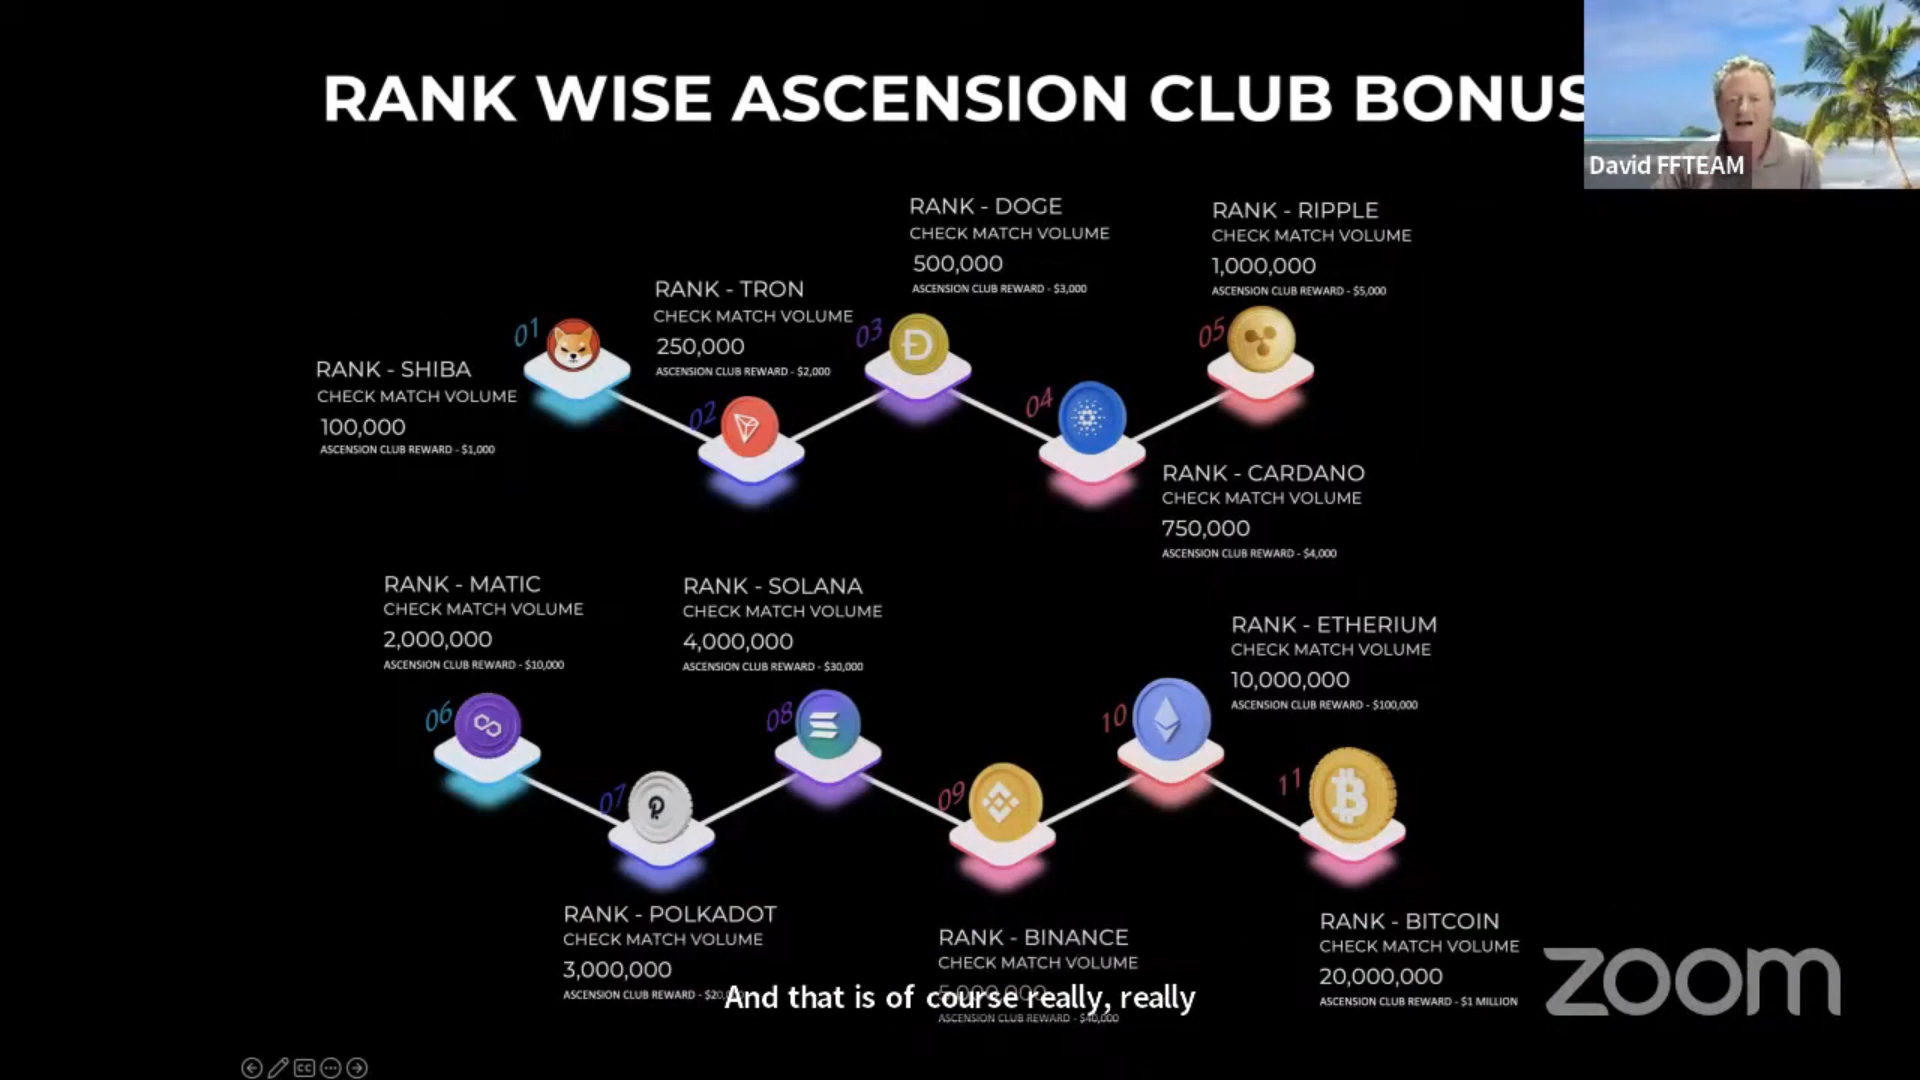 RANK WISE ASCENSION CLUB BONUS
David FFTEAM
01
RANK - SHIBA
CHECK MATCH VOLUME
100,000
ASCENSION CLUB REWARD - $1,000
02
RANK - TRON
CHECK MATCH VOLUME
250,000
ASCENSION CLUB REWARD - $2,000
03
RANK - DOGE
CHECK MATCH VOLUME
500,000
ASCENSION CLUB REWARD - $3,000
04
RANK - CARDANO
CHECK MATCH VOLUME
750,000
ASCENSION CLUB REWARD - $4,000
05
RANK - RIPPLE
CHECK MATCH VOLUME
1,000,000
ASCENSION CLUB REWARD - $5,000
06
RANK - MATIC
CHECK MATCH VOLUME
2,000,000
ASCENSION CLUB REWARD - $10,000
07
RANK - POLKADOT
CHECK MATCH VOLUME
3,000,000
ASCENSION CLUB REWARD
08
RANK - SOLANA
CHECK MATCH VOLUME
4,000,000
ASCENSION CLUB REWARD - $30,000
09
RANK - BINANCE
CHECK MATCH VOLUME
5,000,000
ASCENSION CLUB REWARD - $40,000
10
RANK - ETHERIUM
CHECK MATCH VOLUME
10,000,000
ASCENSION CLUB REWARD - $100,000
11
RANK - BITCOIN
CHECK MATCH VOLUME
20,000,000
ASCENSION CLUB REWARD - $1 MILLION
And that is of course really, really
zoom
CC